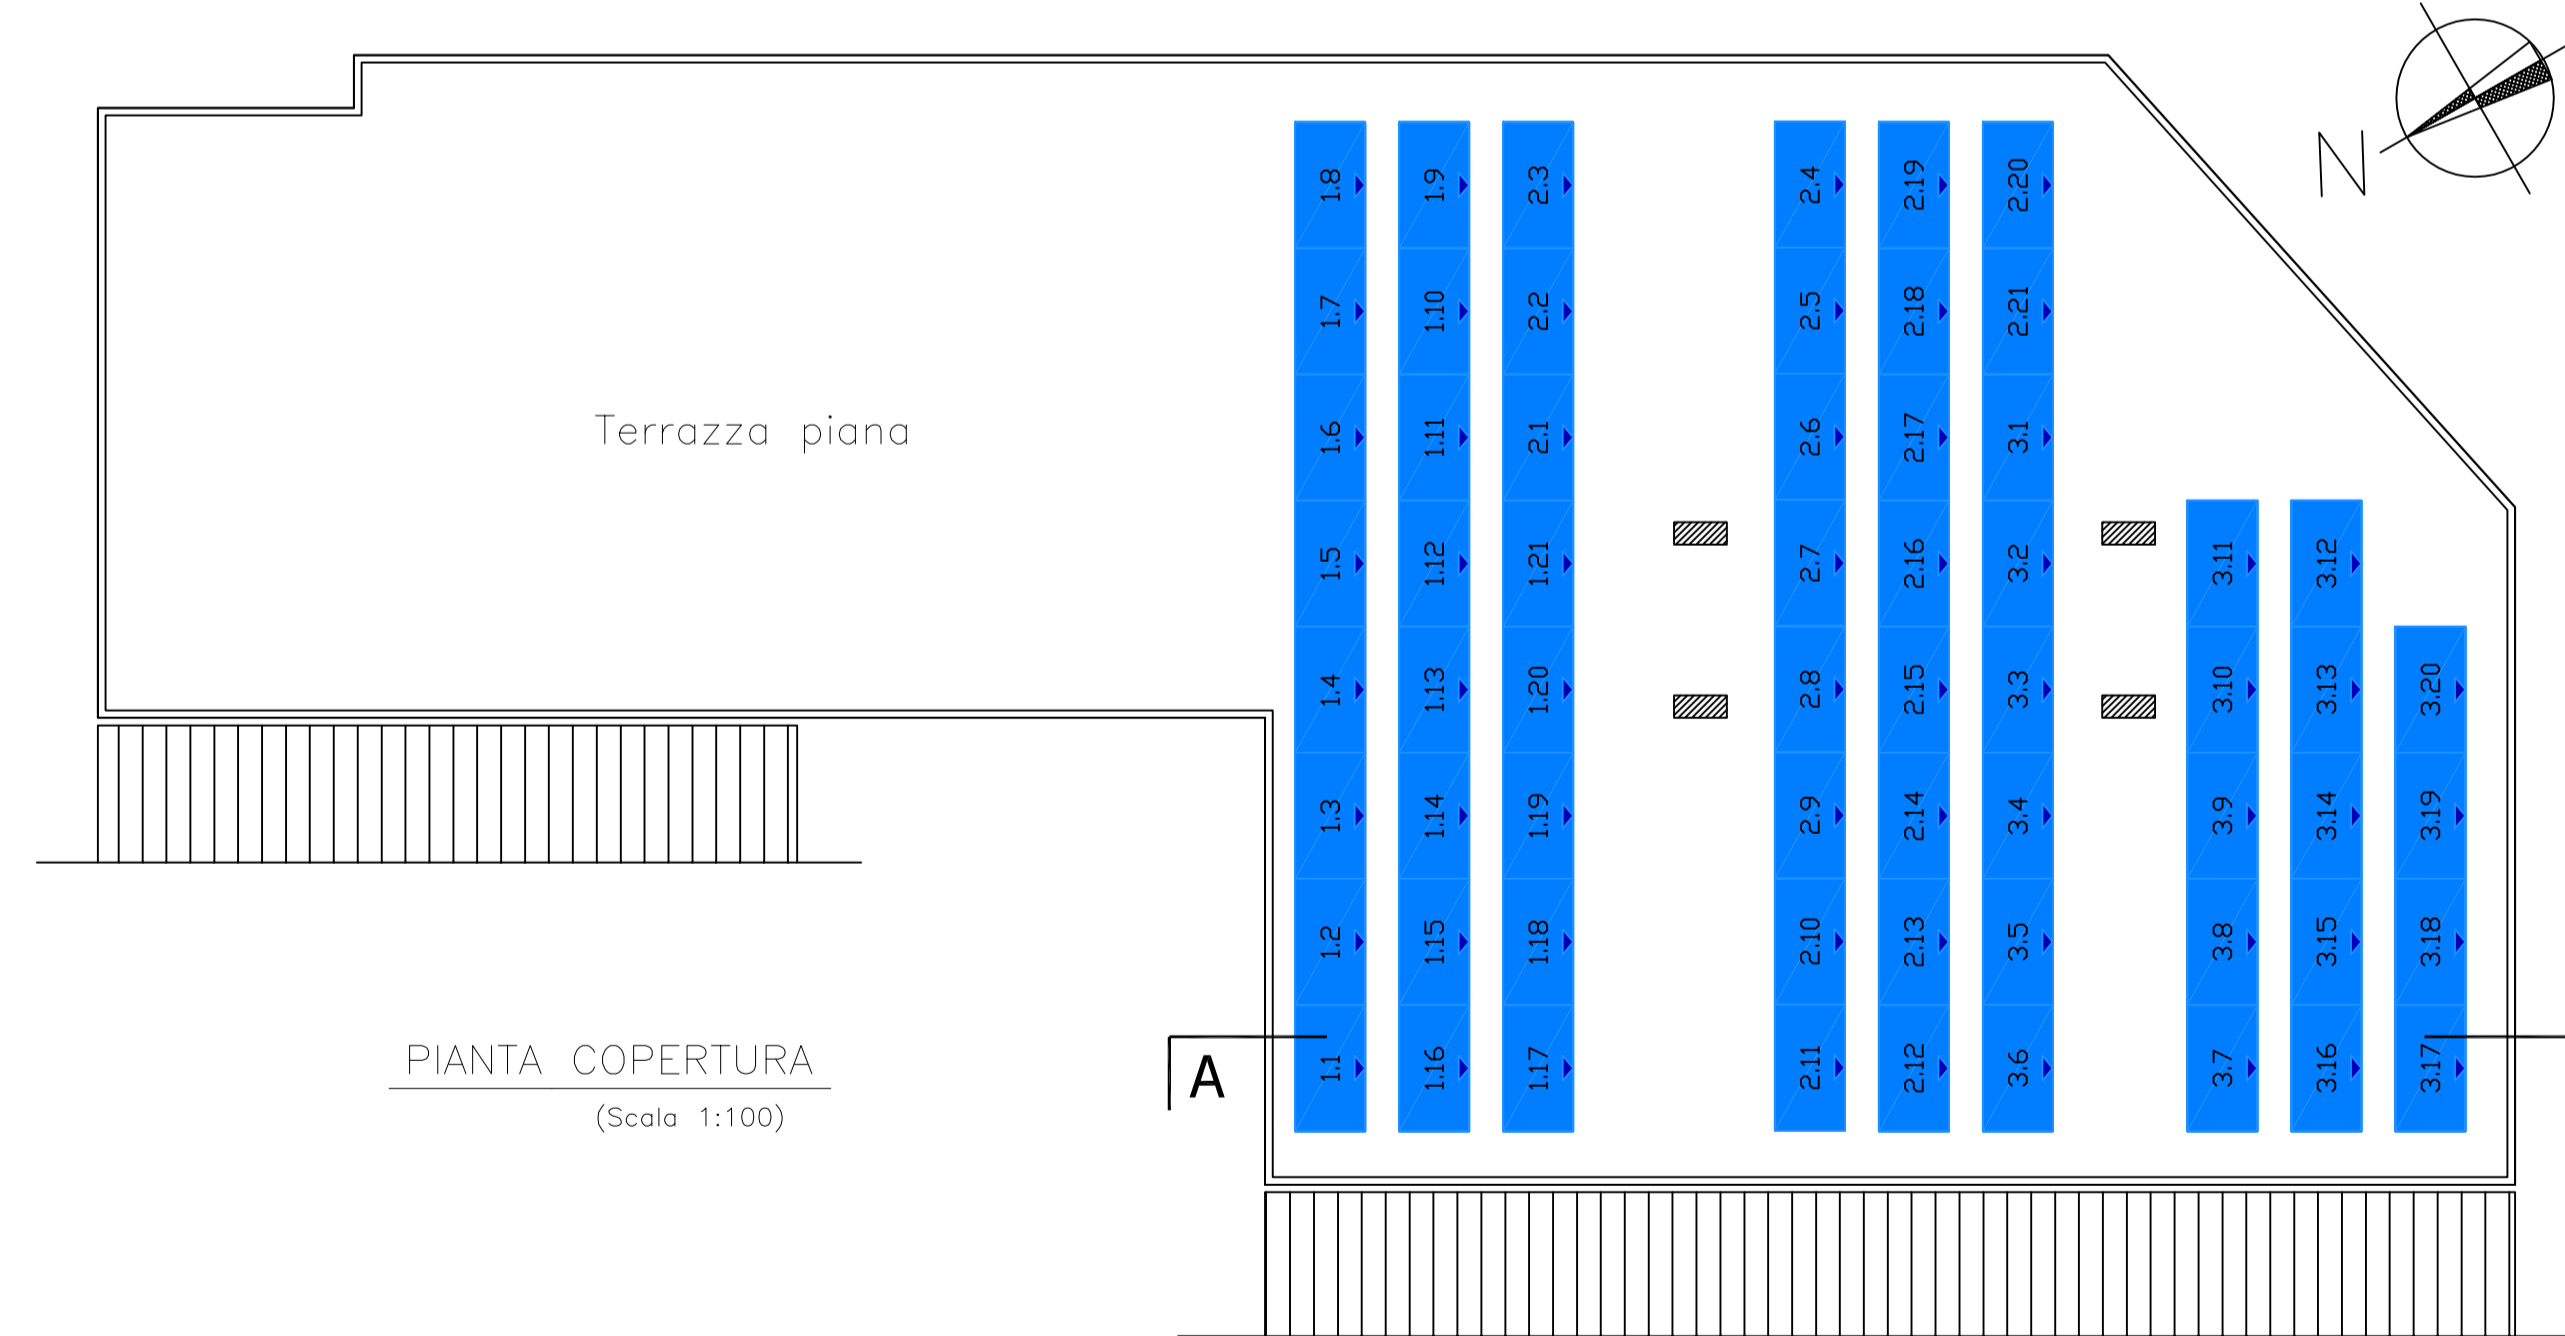 N
1.8 1.9 2.3 2.4 2.19 2.20
1.7 1.10 2.2 2.5 2.18 2.21
Terrazza piana
1.6 1.11 2.1 2.6 2.17 3.1
1.5 1.12 1.21 2.7 2.16 3.2 3.11 3.12
1.4 1.13 1.20 2.8 2.15 3.3 3.10 3.13 3.20
1.3 1.14 1.19 2.9 2.14 3.4 3.9 3.14 3.19
1.2 1.15 1.18 2.10 2.13 3.5 3.8 3.15 3.18
1.1 1.16 1.17 2.11 2.12 3.6 3.7 3.16 3.17
A
PIANTA COPERTURA
(Scala 1:100)